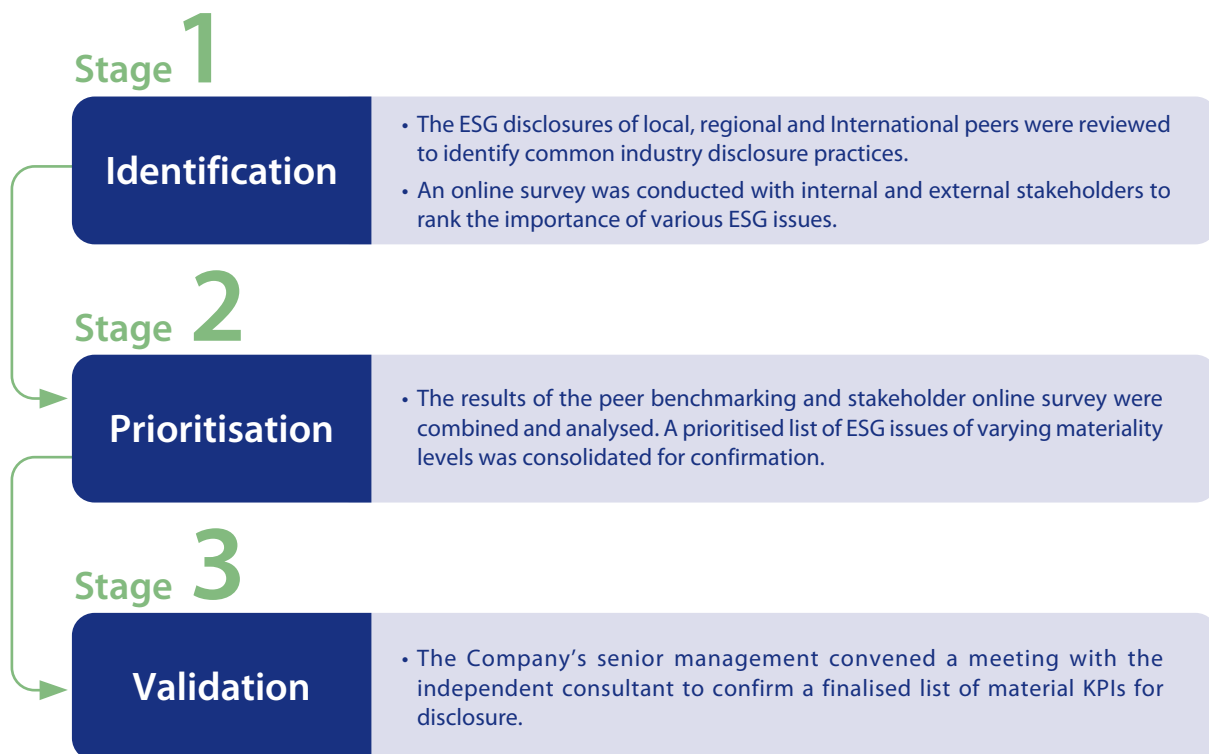 Stage 1
Identification
• The ESG disclosures of local, regional and International peers were reviewed
to identify common industry disclosure practices.
• An online survey was conducted with internal and external stakeholders to
rank the importance of various ESG issues.
Stage 2
Prioritisation
• The results of the peer benchmarking and stakeholder online survey were
combined and analysed. A prioritised list of ESG issues of varying materiality
levels was consolidated for confirmation.
Stage 3
Validation
• The Company's senior management convened a meeting with the
independent consultant to confirm a finalised list of material KPIs for
disclosure.